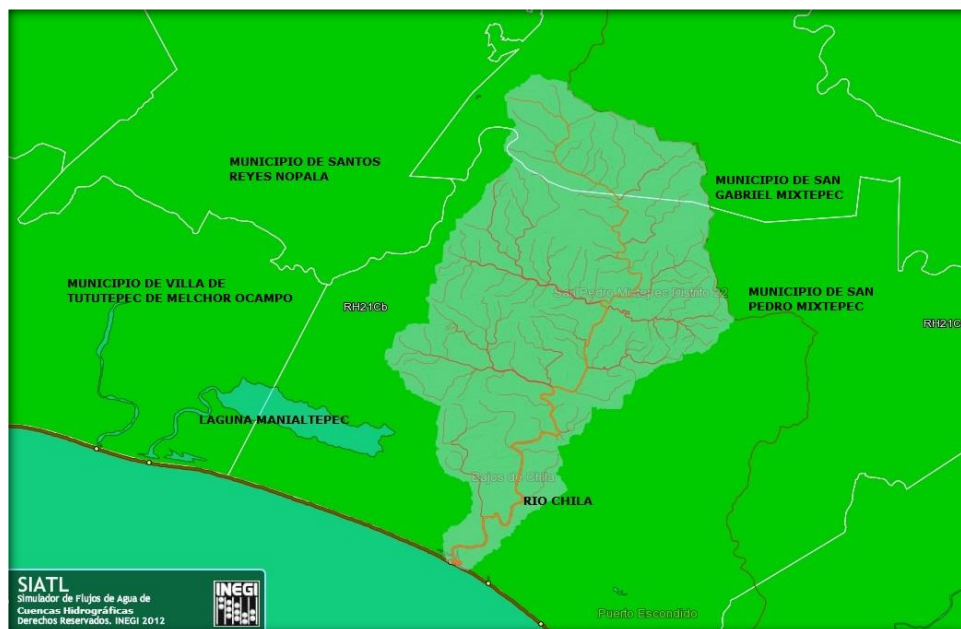 MUNICIPIO DE SANTOS
REYES NOPALA
MUNICIPIO DE SAN
GABRIEL MIXTEPEC
MUNICIPIO DE VILLA DE
TUTUTEPEC DE MELCHOR OCAMPO
San Pedro Mixtepec Distrito 22
MUNICIPIO DE SAN
PEDRO MIXTEPEC
RH21Cb
RH21C
LAGUNA MANIALTEPEC
Bajos de Chila
RIO CHILA
Puerto Escondido
SIATL
Simulador de Flujos de Agua de
Cuencas Hidrográficas
Derechos Reservados. INEGI 2012
INEGI